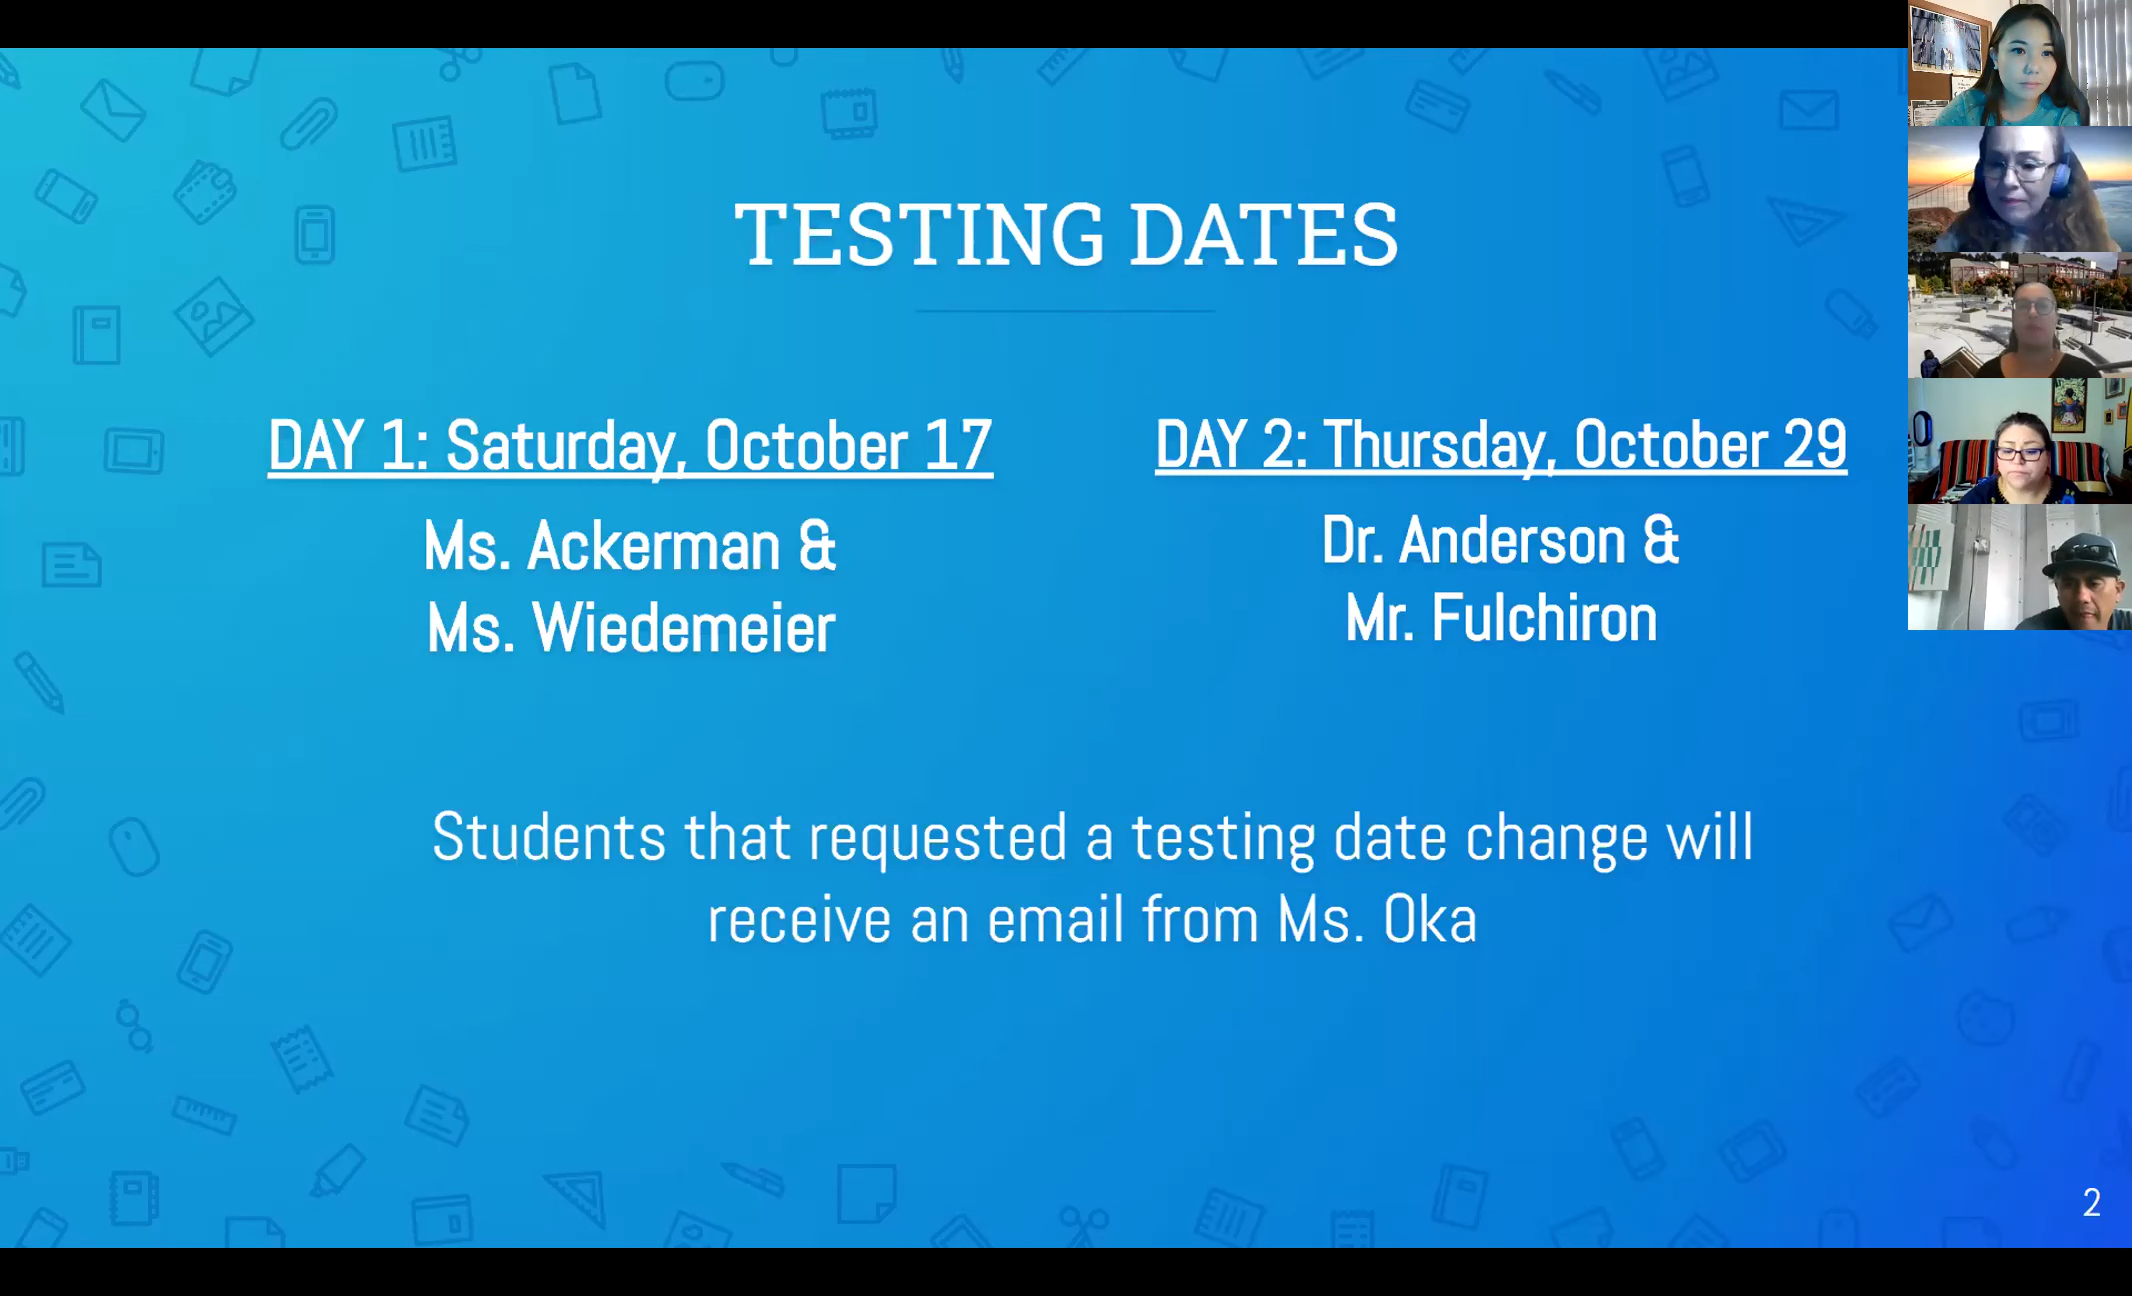 TESTING DATES
DAY 1: Saturday, October 17
Ms. Ackerman &
Ms. Wiedemeier
DAY 2: Thursday, October 29
Dr. Anderson &
Mr. Fulchiron
Students that requested a testing date change will
receive an email from Ms. Oka
2